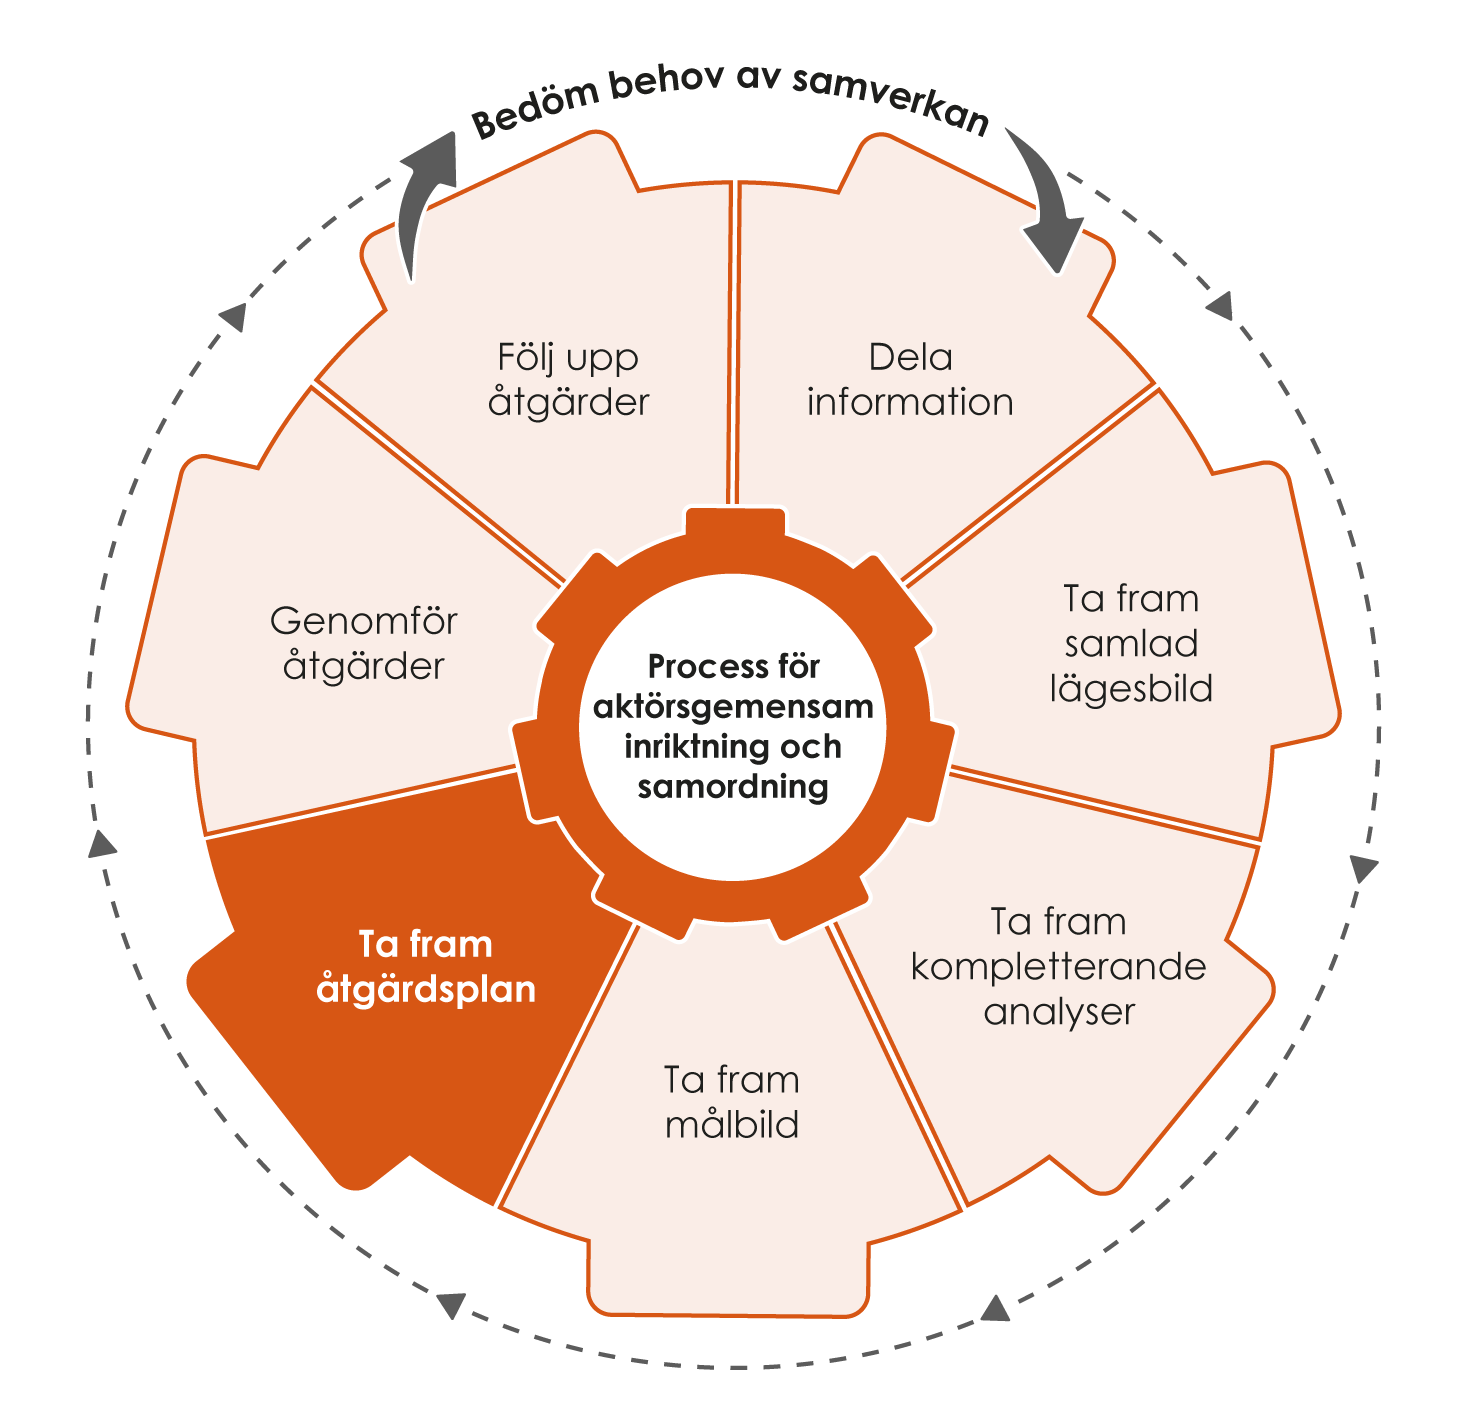 Bedöm behov av samverkan
Följ upp
åtgärder
Dela
information
Genomför
åtgärder
Ta fram
samlad
lägesbild
Process för
aktörsgemensam
inriktning och
samordning
Ta fram
åtgärdsplan
Ta fram
kompletterande
analyser
Ta fram
målbild